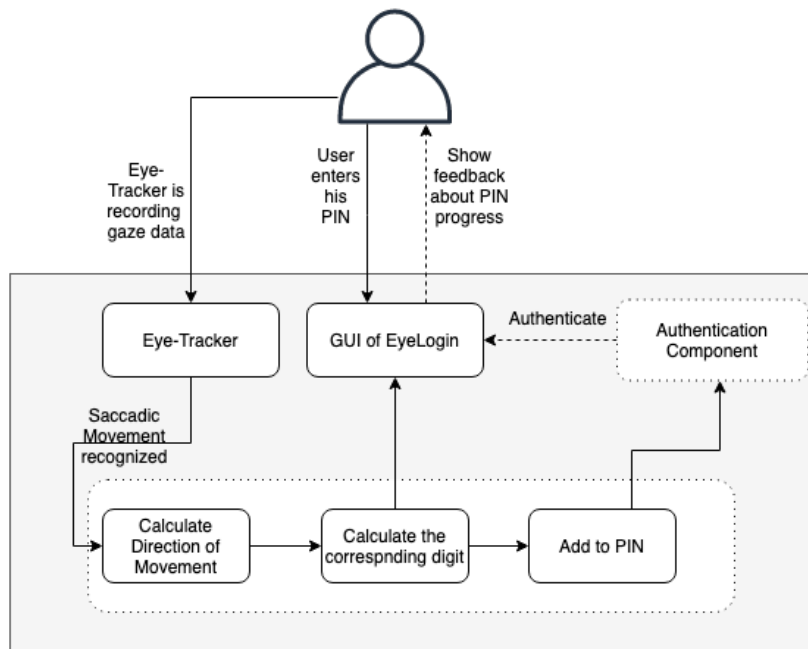 Eye-
Tracker is
recording
gaze data
User
enters
his
PIN
Show
feedback
about PIN
progress
Eye-Tracker
GUI of EyeLogin
Authenticate
Authentication
Component
Saccadic
Movement
recognized
Calculate
Direction of
Movement
Calculate the
correspnding digit
Add to PIN